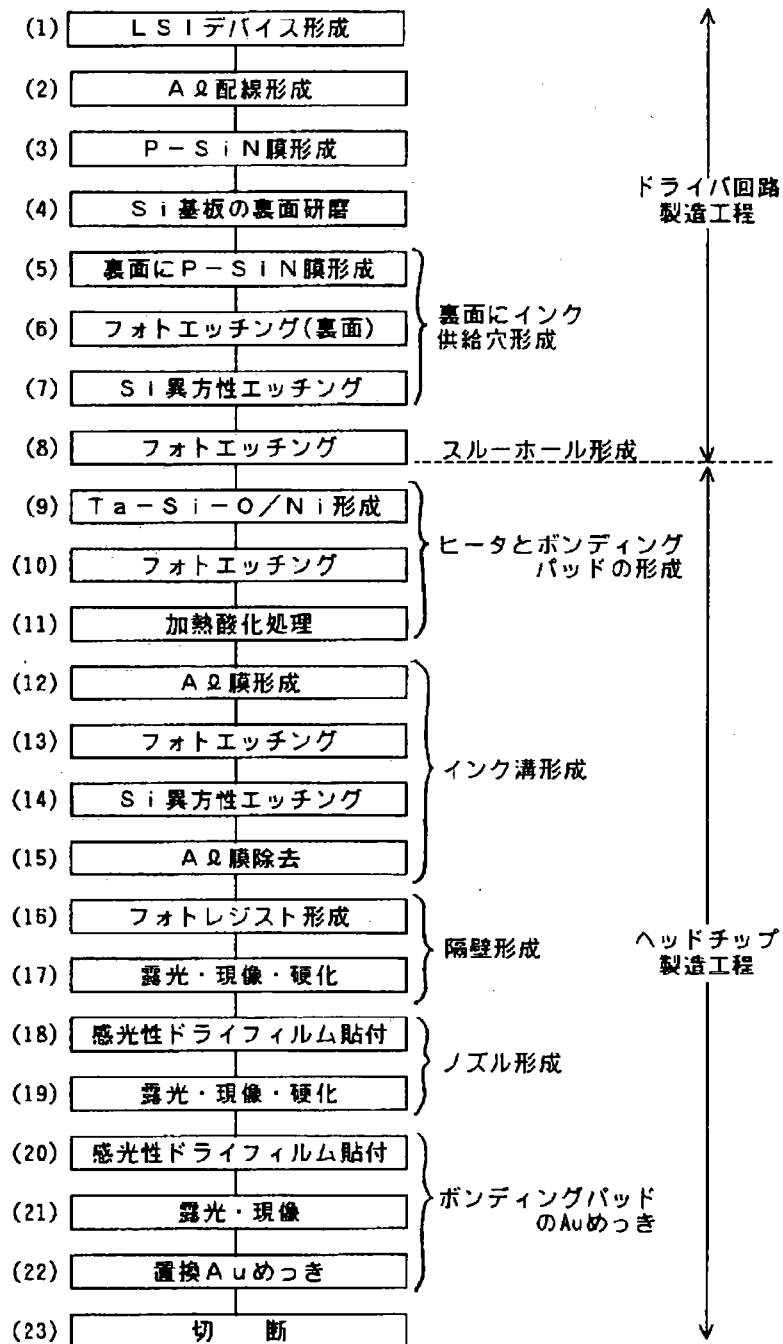 (1) LSIデバイス形成
(2) Aℓ配線形成
(3) P-SiN膜形成
(4) Si基板の裏面研磨
ドライバ回路
製造工程
(5) 裏面にP-SiN膜形成
(6) フォトエッチング(裏面)
裏面にインク
供給穴形成
(7) Si異方性エッチング
(8) フォトエッチング スルーホール形成
(9) Ta-Si-O/Ni形成
(10) フォトエッチング
ヒータとボンディング
パッドの形成
(11) 加熱酸化処理
(12) Aℓ膜形成
(13) フォトエッチング
インク溝形成
(14) Si異方性エッチング
(15) Aℓ膜除去
(16) フォトレジスト形成
隔壁形成
ヘッドチップ
製造工程
(17) 露光・現像・硬化
(18) 感光性ドライフィルム貼付
ノズル形成
(19) 露光・現像・硬化
(20) 感光性ドライフィルム貼付
(21) 露光・現像
ボンディングパッド
のAuめっき
(22) 置換Auめっき
(23) 切 断